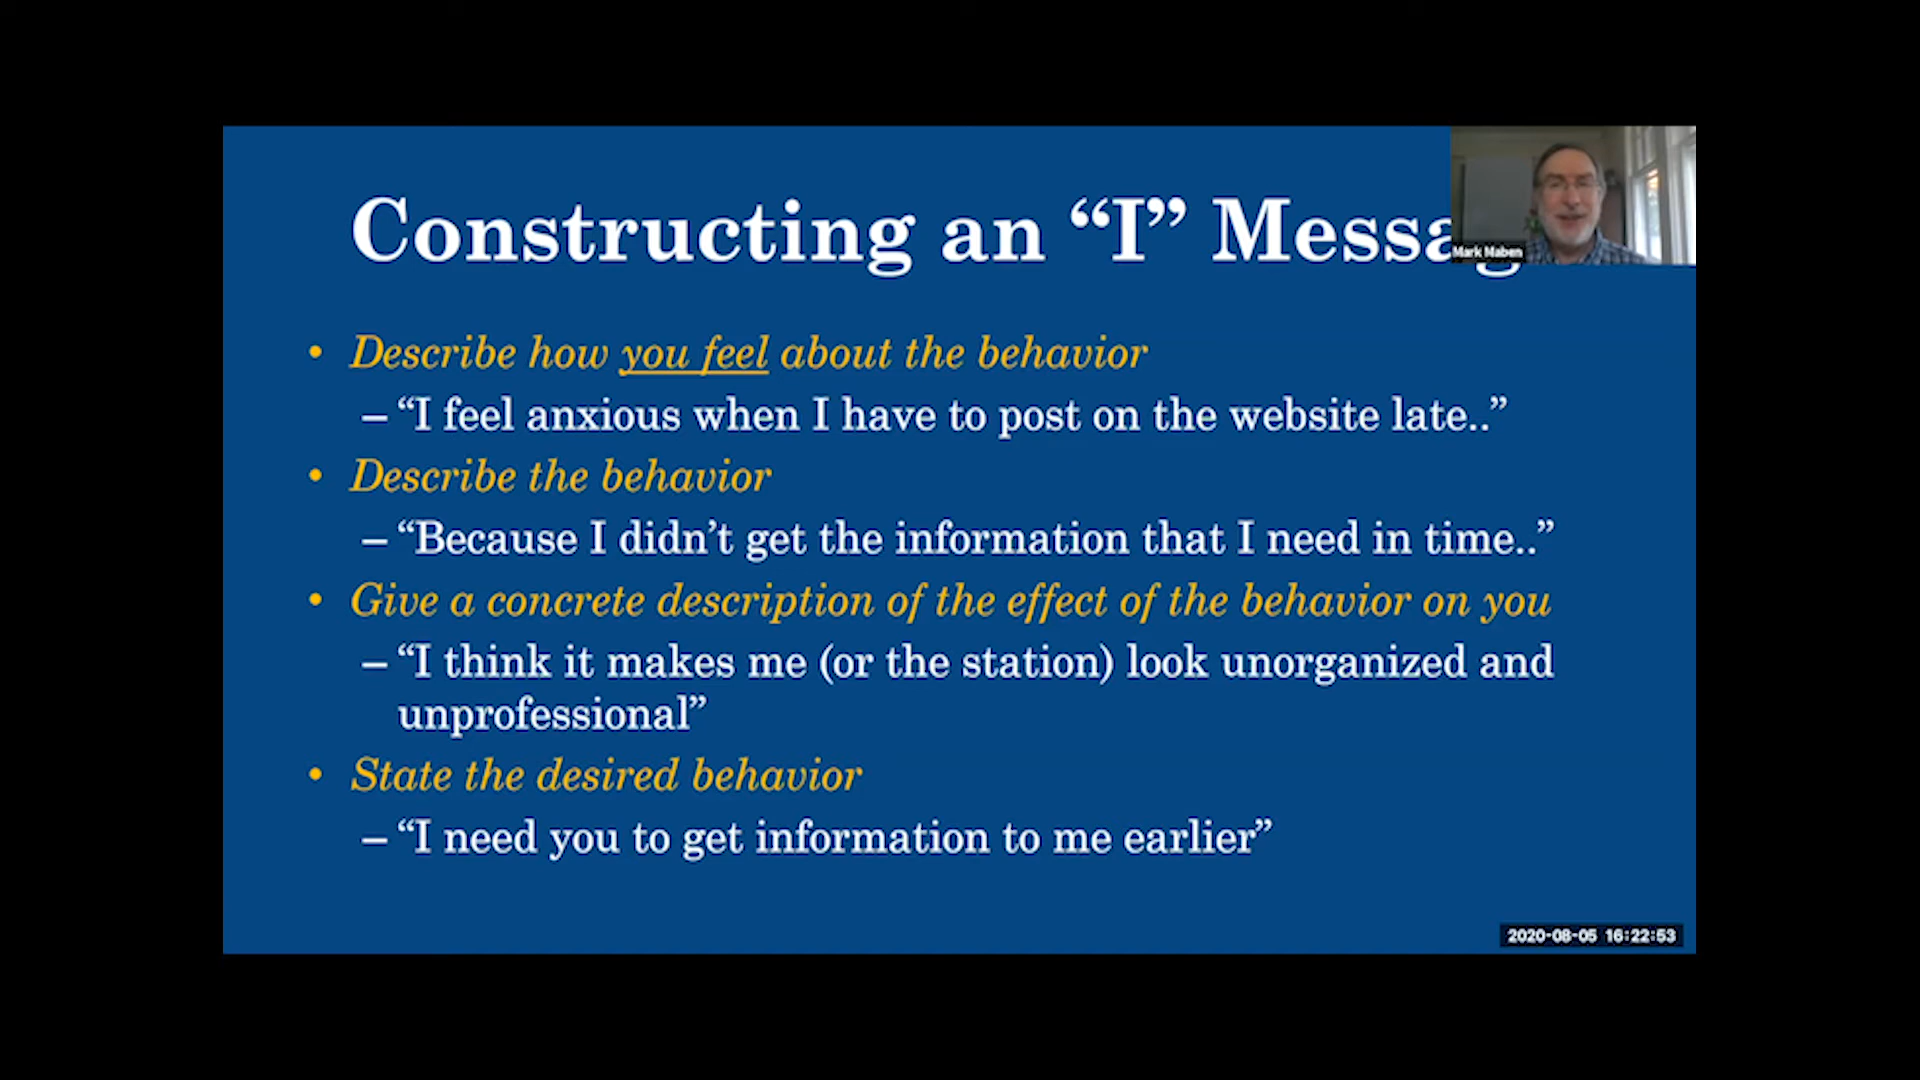 Constructing an “I” Messag
Mark Maben
• Describe how you feel about the behavior
– “I feel anxious when I have to post on the website late..”
• Describe the behavior
– “Because I didn’t get the information that I need in time..”
• Give a concrete description of the effect of the behavior on you
– “I think it makes me (or the station) look unorganized and
unprofessional”
• State the desired behavior
– “I need you to get information to me earlier”
2020-08-05 16:22:53